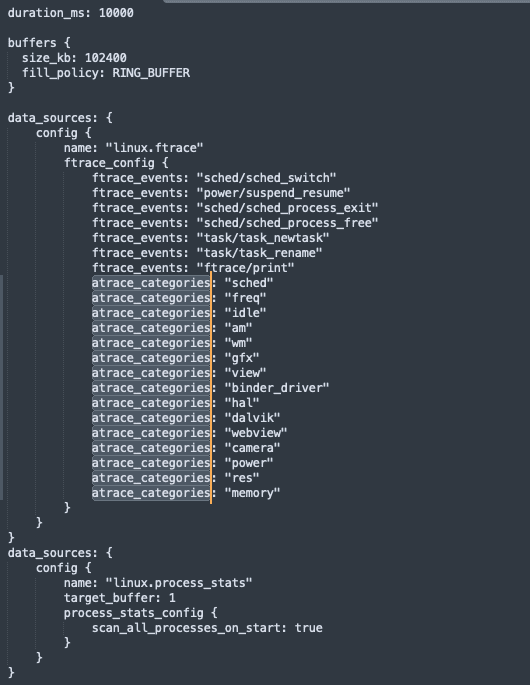 duration_ms: 10000
buffers {
size_kb: 102400
fill_policy: RING_BUFFER
}
data_sources: {
config {
name: "linux.ftrace"
ftrace_config {
ftrace_events: "sched/sched_switch"
ftrace_events: "power/suspend_resume"
ftrace_events: "sched/sched_process_exit"
ftrace_events: "sched/sched_process_free"
ftrace_events: "task/task_newtask"
ftrace_events: "task/task_rename"
ftrace_events: "ftrace/print"
atrace_categories: "sched"
atrace_categories: "freq"
atrace_categories: "idle"
atrace_categories: "am"
atrace_categories: "wm"
atrace_categories: "gfx"
atrace_categories: "view"
atrace_categories: "binder_driver"
atrace_categories: "hal"
atrace_categories: "dalvik"
atrace_categories: "webview"
atrace_categories: "camera"
atrace_categories: "power"
atrace_categories: "res"
atrace_categories: "memory"
}
}
}
data_sources: {
config {
name: "linux.process_stats"
target_buffer: 1
process_stats_config {
scan_all_processes_on_start: true
}
}
}